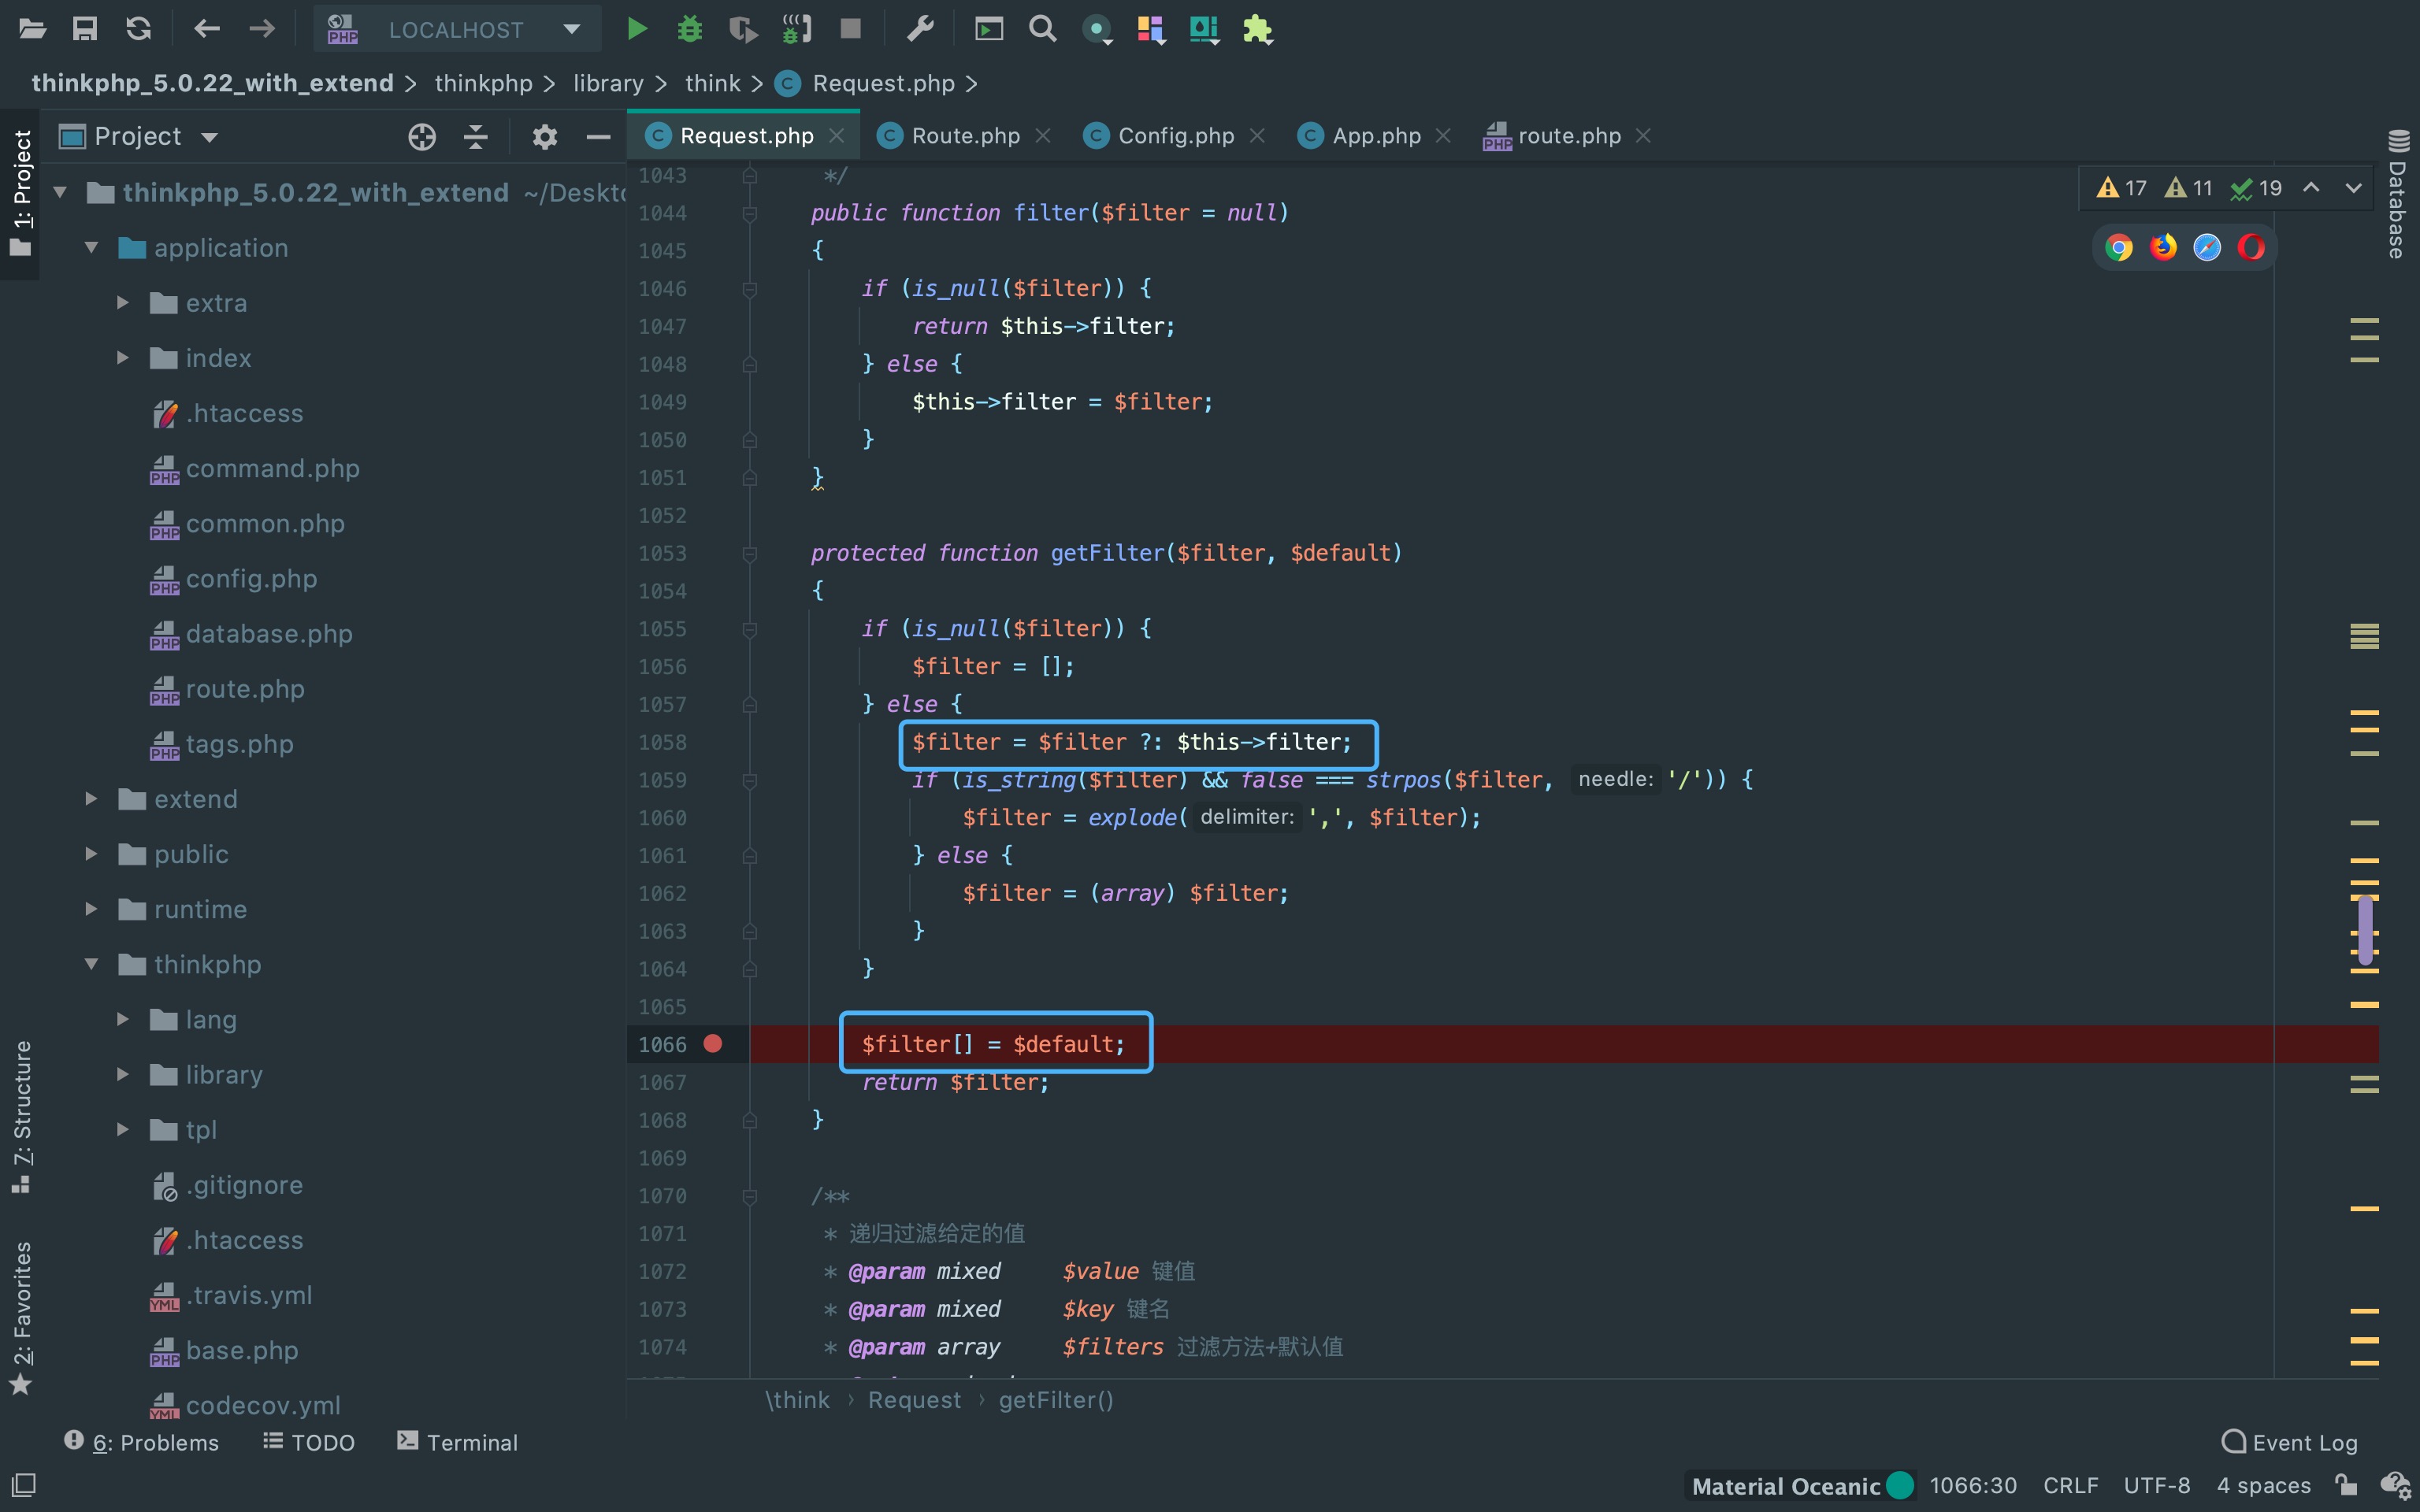 LOCALHOST
thinkphp_5.0.22_with_extend > thinkphp > library > think > Request.php >
1: Project
Project
Request.php
Route.php
Config.php
App.php
route.php
thinkphp_5.0.22_with_extend ~/Deskto
application
extra
index
.htaccess
command.php
common.php
config.php
database.php
route.php
tags.php
extend
public
runtime
thinkphp
lang
library
tpl
.gitignore
.htaccess
.travis.yml
base.php
codecov.yml
7: Structure
2: Favorites
17 11 19
Database
1043 */
1044 public function filter($filter = null)
1045 {
1046 if (is_null($filter)) {
1047 return $this->filter;
1048 } else {
1049 $this->filter = $filter;
1050 }
1051 }
1052
1053 protected function getFilter($filter, $default)
1054 {
1055 if (is_null($filter)) {
1056 $filter = [];
1057 } else {
1058 $filter = $filter ?: $this->filter;
1059 if (is_string($filter) && false === strpos($filter, needle: '/')) {
1060 $filter = explode( delimiter: ',', $filter);
1061 } else {
1062 $filter = (array) $filter;
1063 }
1064 }
1065
1066 $filter[] = $default;
1067 return $filter;
1068 }
1069
1070 /**
1071 * 递归过滤给定的值
1072 * @param mixed $value 键值
1073 * @param mixed $key 键名
1074 * @param array $filters 过滤方法+默认值
\think › Request › getFilter()
6: Problems TODO Terminal
Event Log
Material Oceanic 1066:30 CRLF UTF-8 4 spaces